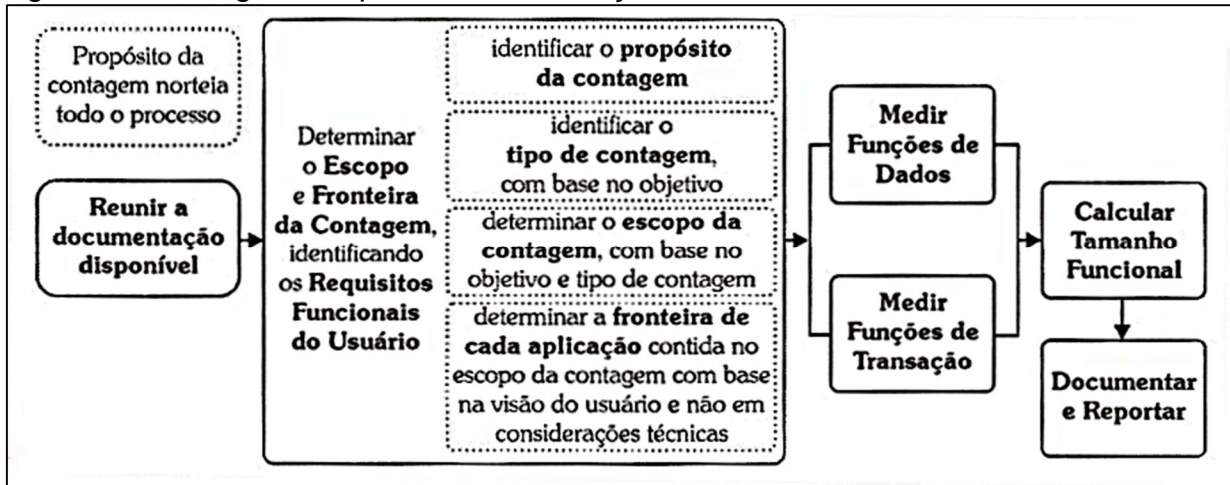 Propósito da
contagem norteia
todo o processo
Reunir a
documentação
disponível
Determinar
o Escopo
e Fronteira
da Contagem,
identificando
os Requisitos
Funcionais
do Usuário
identificar o propósito
da contagem
identificar o
tipo de contagem,
com base no objetivo
determinar o escopo da
contagem, com base no
objetivo e tipo de contagem
determinar a fronteira de
cada aplicação contida no
escopo da contagem com base
na visão do usuário e não em
considerações técnicas
Medir
Funções de
Dados
Medir
Funções de
Transação
Calcular
Tamanho
Funcional
Documentar
e Reportar